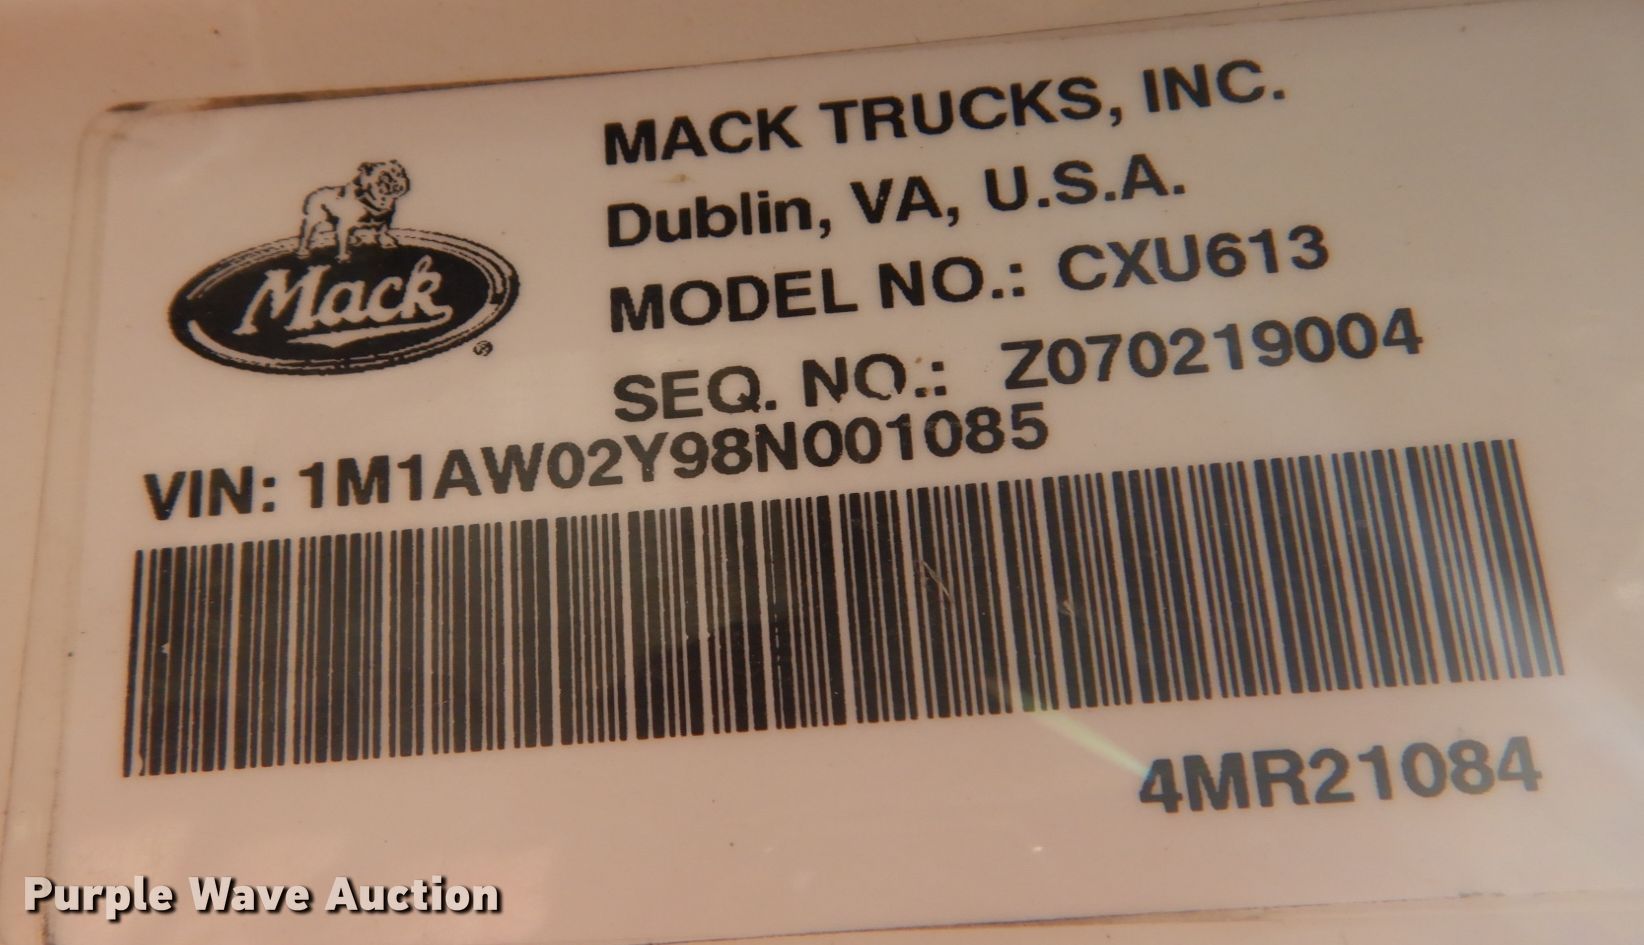 MACK TRUCKS, INC.
Dublin, VA, U.S.A.
Mack
®
MODEL NO.: CXU613
SEQ. NO.: Z070219004
VIN: 1M1AW02Y98N001085
4MR21084
Purple Wave Auction